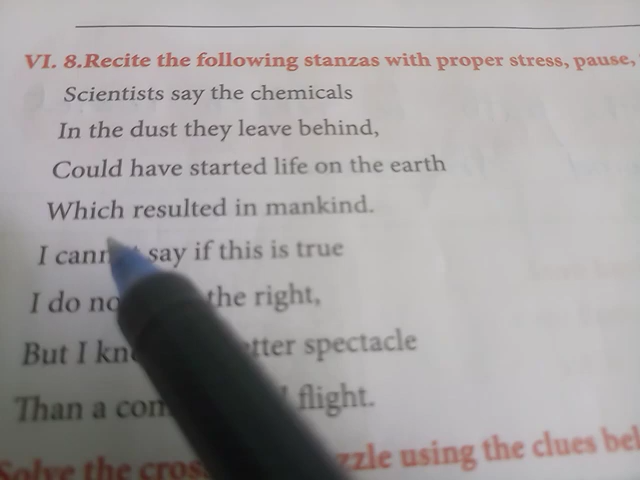 VI. 8.Recite the following stanzas with proper stress, pause,
Scientists say the chemicals
In the dust they leave behind,
Could have started life on the earth
Which resulted in mankind.
I say if this is true
I do the right,
But I spectacle
Than a flight.
Solve the using the clues